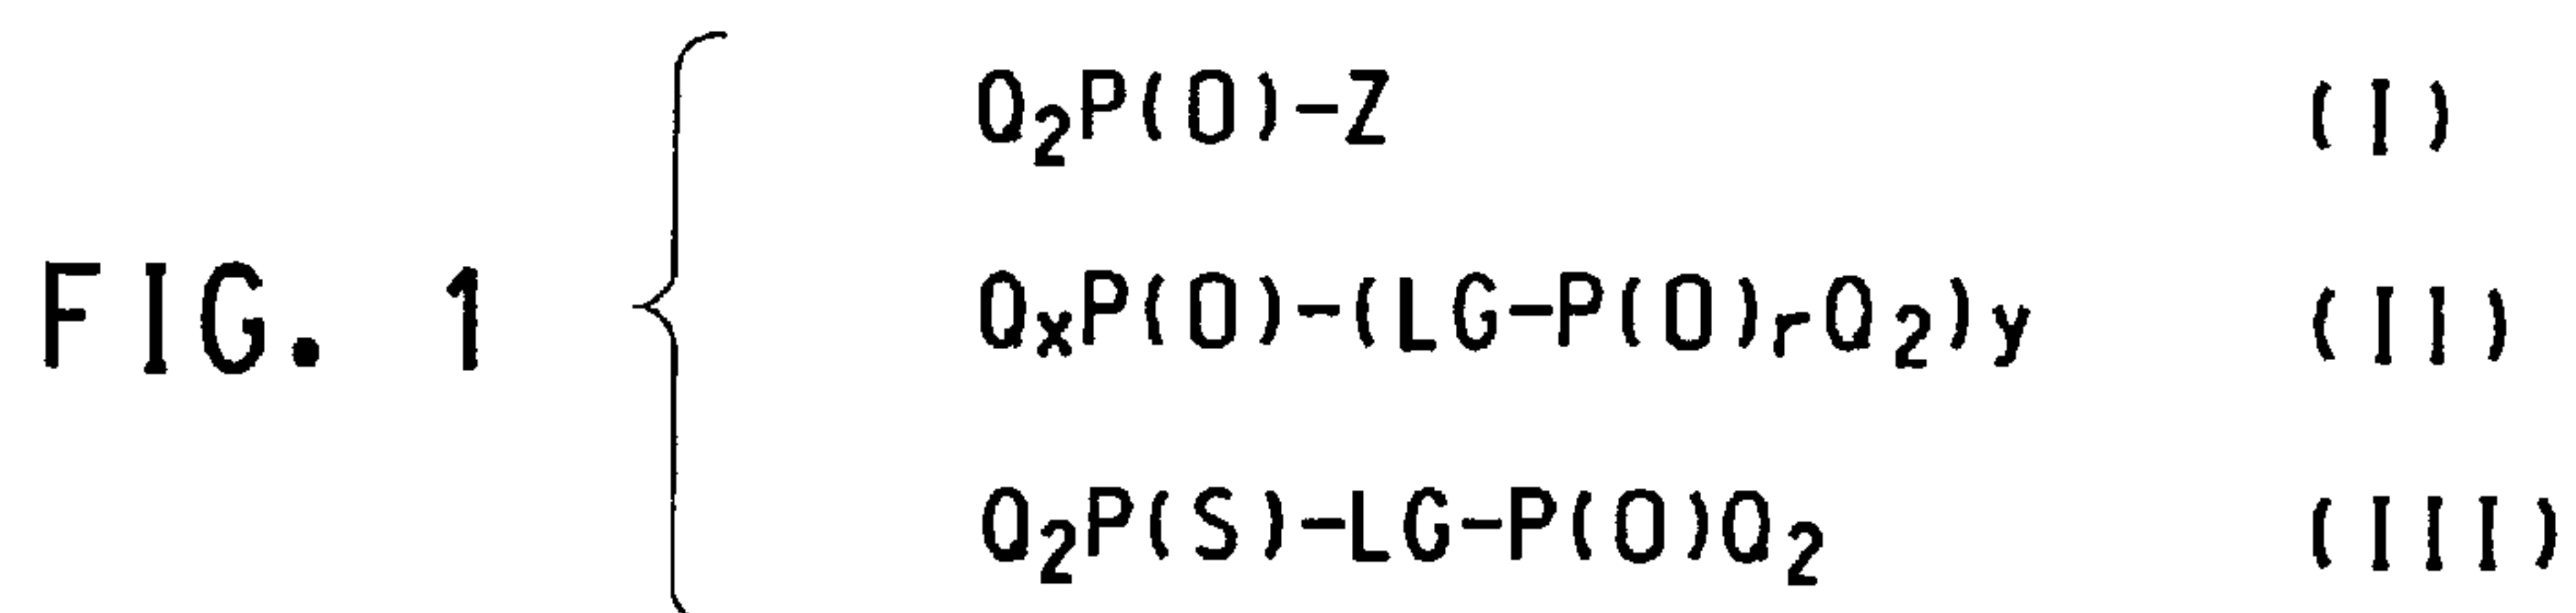 Q₂P(O)-Z (I)
FIG. 1 QₓP(O)-(LG-P(O)ᵣQ₂)y (II)
Q₂P(S)-LG-P(O)Q₂ (III)